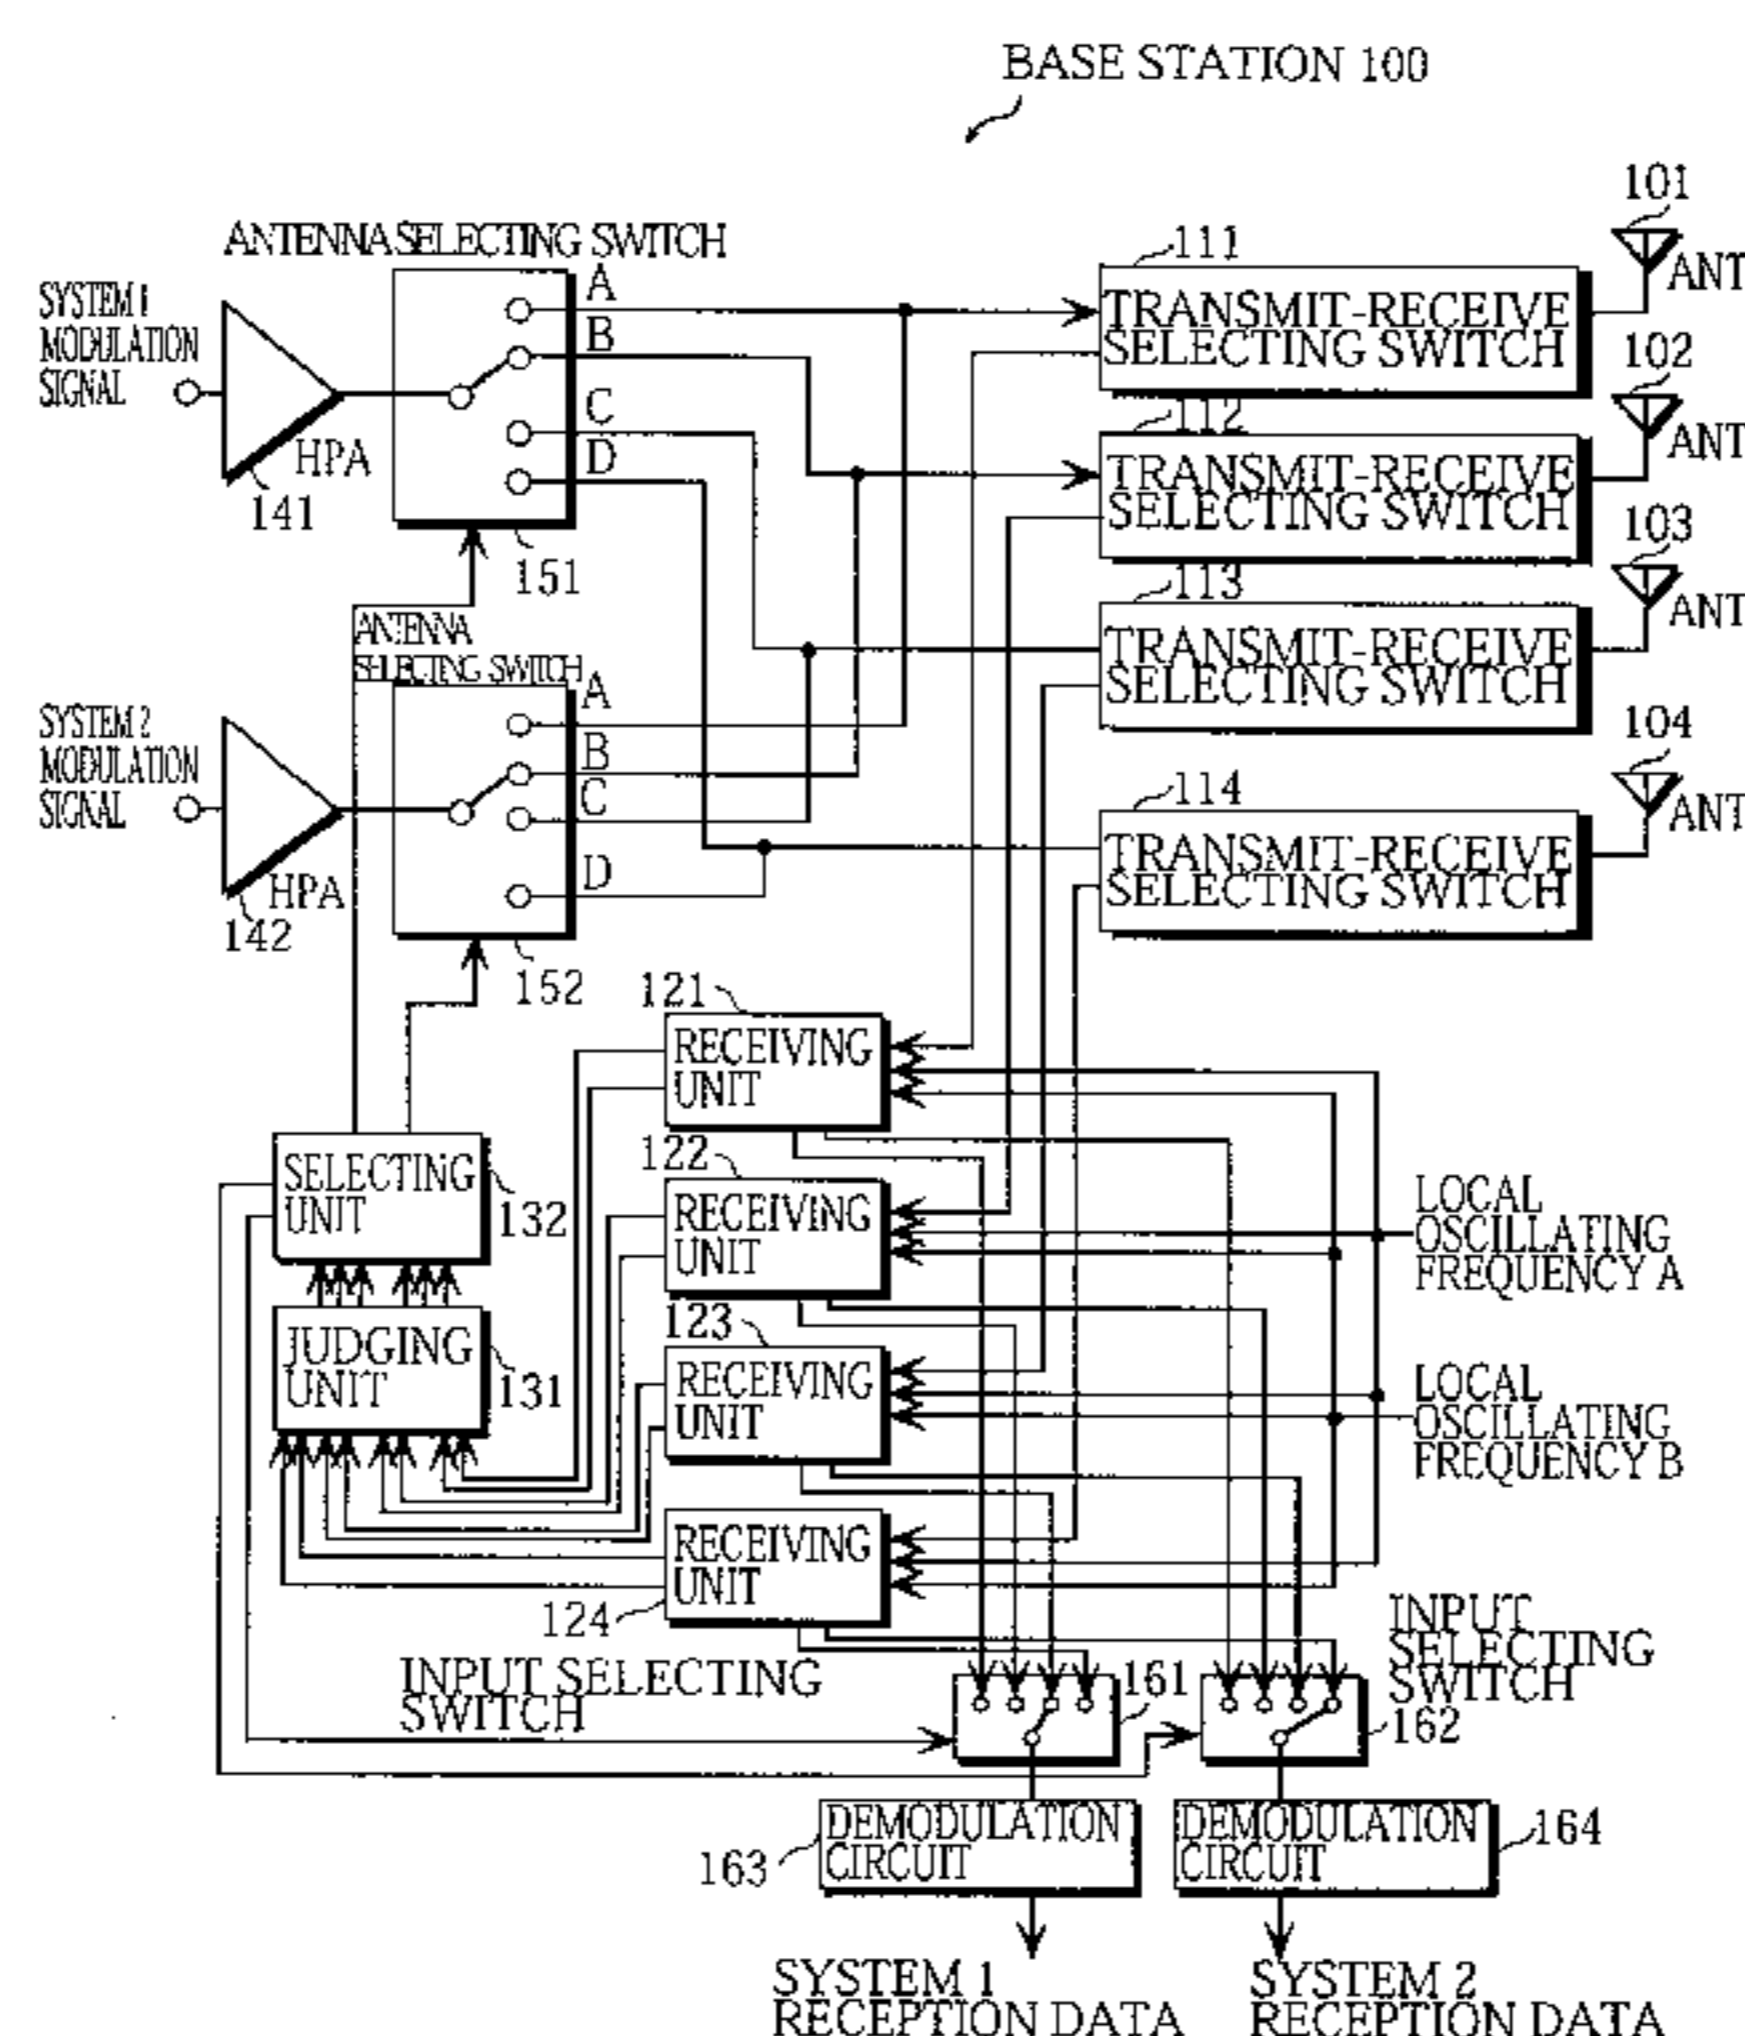 BASE STATION 100
101
ANTENNA SELECTING SWITCH
111
A
ANT
SYSTEM 1
MODULATION
SIGNAL
TRANSMIT-RECEIVE
SELECTING SWITCH
B
102
C
112
ANT
D
HPA
TRANSMIT-RECEIVE
SELECTING SWITCH
141
103
151
113
ANT
ANTENNA
SELECTING SWITCH
TRANSMIT-RECEIVE
SELECTING SWITCH
A
104
SYSTEM 2
MODULATION
SIGNAL
B
114
C
ANT
TRANSMIT-RECEIVE
SELECTING SWITCH
D
HPA
142
152
121
RECEIVING
UNIT
122
SELECTING
UNIT
132
RECEIVING
UNIT
LOCAL
OSCILLATING
FREQUENCY A
123
JUDGING
UNIT
131
RECEIVING
UNIT
LOCAL
OSCILLATING
FREQUENCY B
RECEIVING
UNIT
124
INPUT
SELECTING
SWITCH
INPUT SELECTING
SWITCH
161
162
DEMODULATION
CIRCUIT
163
DEMODULATION
CIRCUIT
164
SYSTEM 1
RECEPTION DATA
SYSTEM 2
RECEPTION DATA